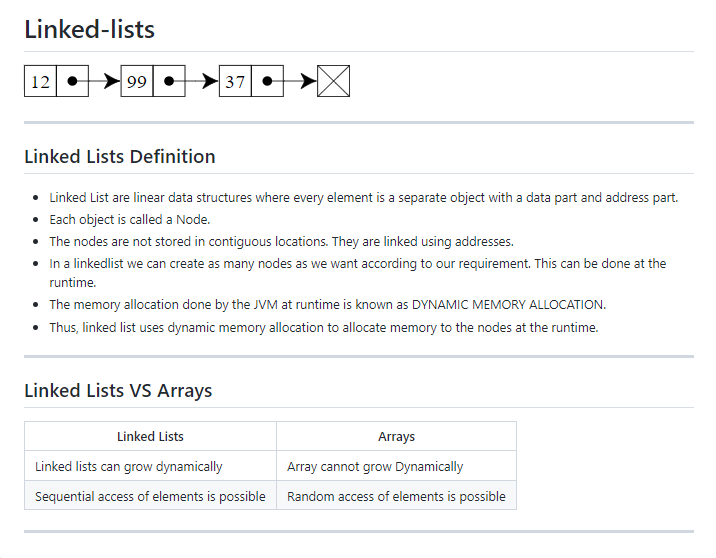 Linked-lists
12 99 37
Linked Lists Definition
Linked List are linear data structures where every element is a separate object with a data part and address part.
Each object is called a Node.
The nodes are not stored in contiguous locations. They are linked using addresses.
In a linkedlist we can create as many nodes as we want according to our requirement. This can be done at the
runtime.
The memory allocation done by the JVM at runtime is known as DYNAMIC MEMORY ALLOCATION.
Thus, linked list uses dynamic memory allocation to allocate memory to the nodes at the runtime.
Linked Lists VS Arrays
Linked Lists Arrays
Linked lists can grow dynamically Array cannot grow Dynamically
Sequential access of elements is possible Random access of elements is possible